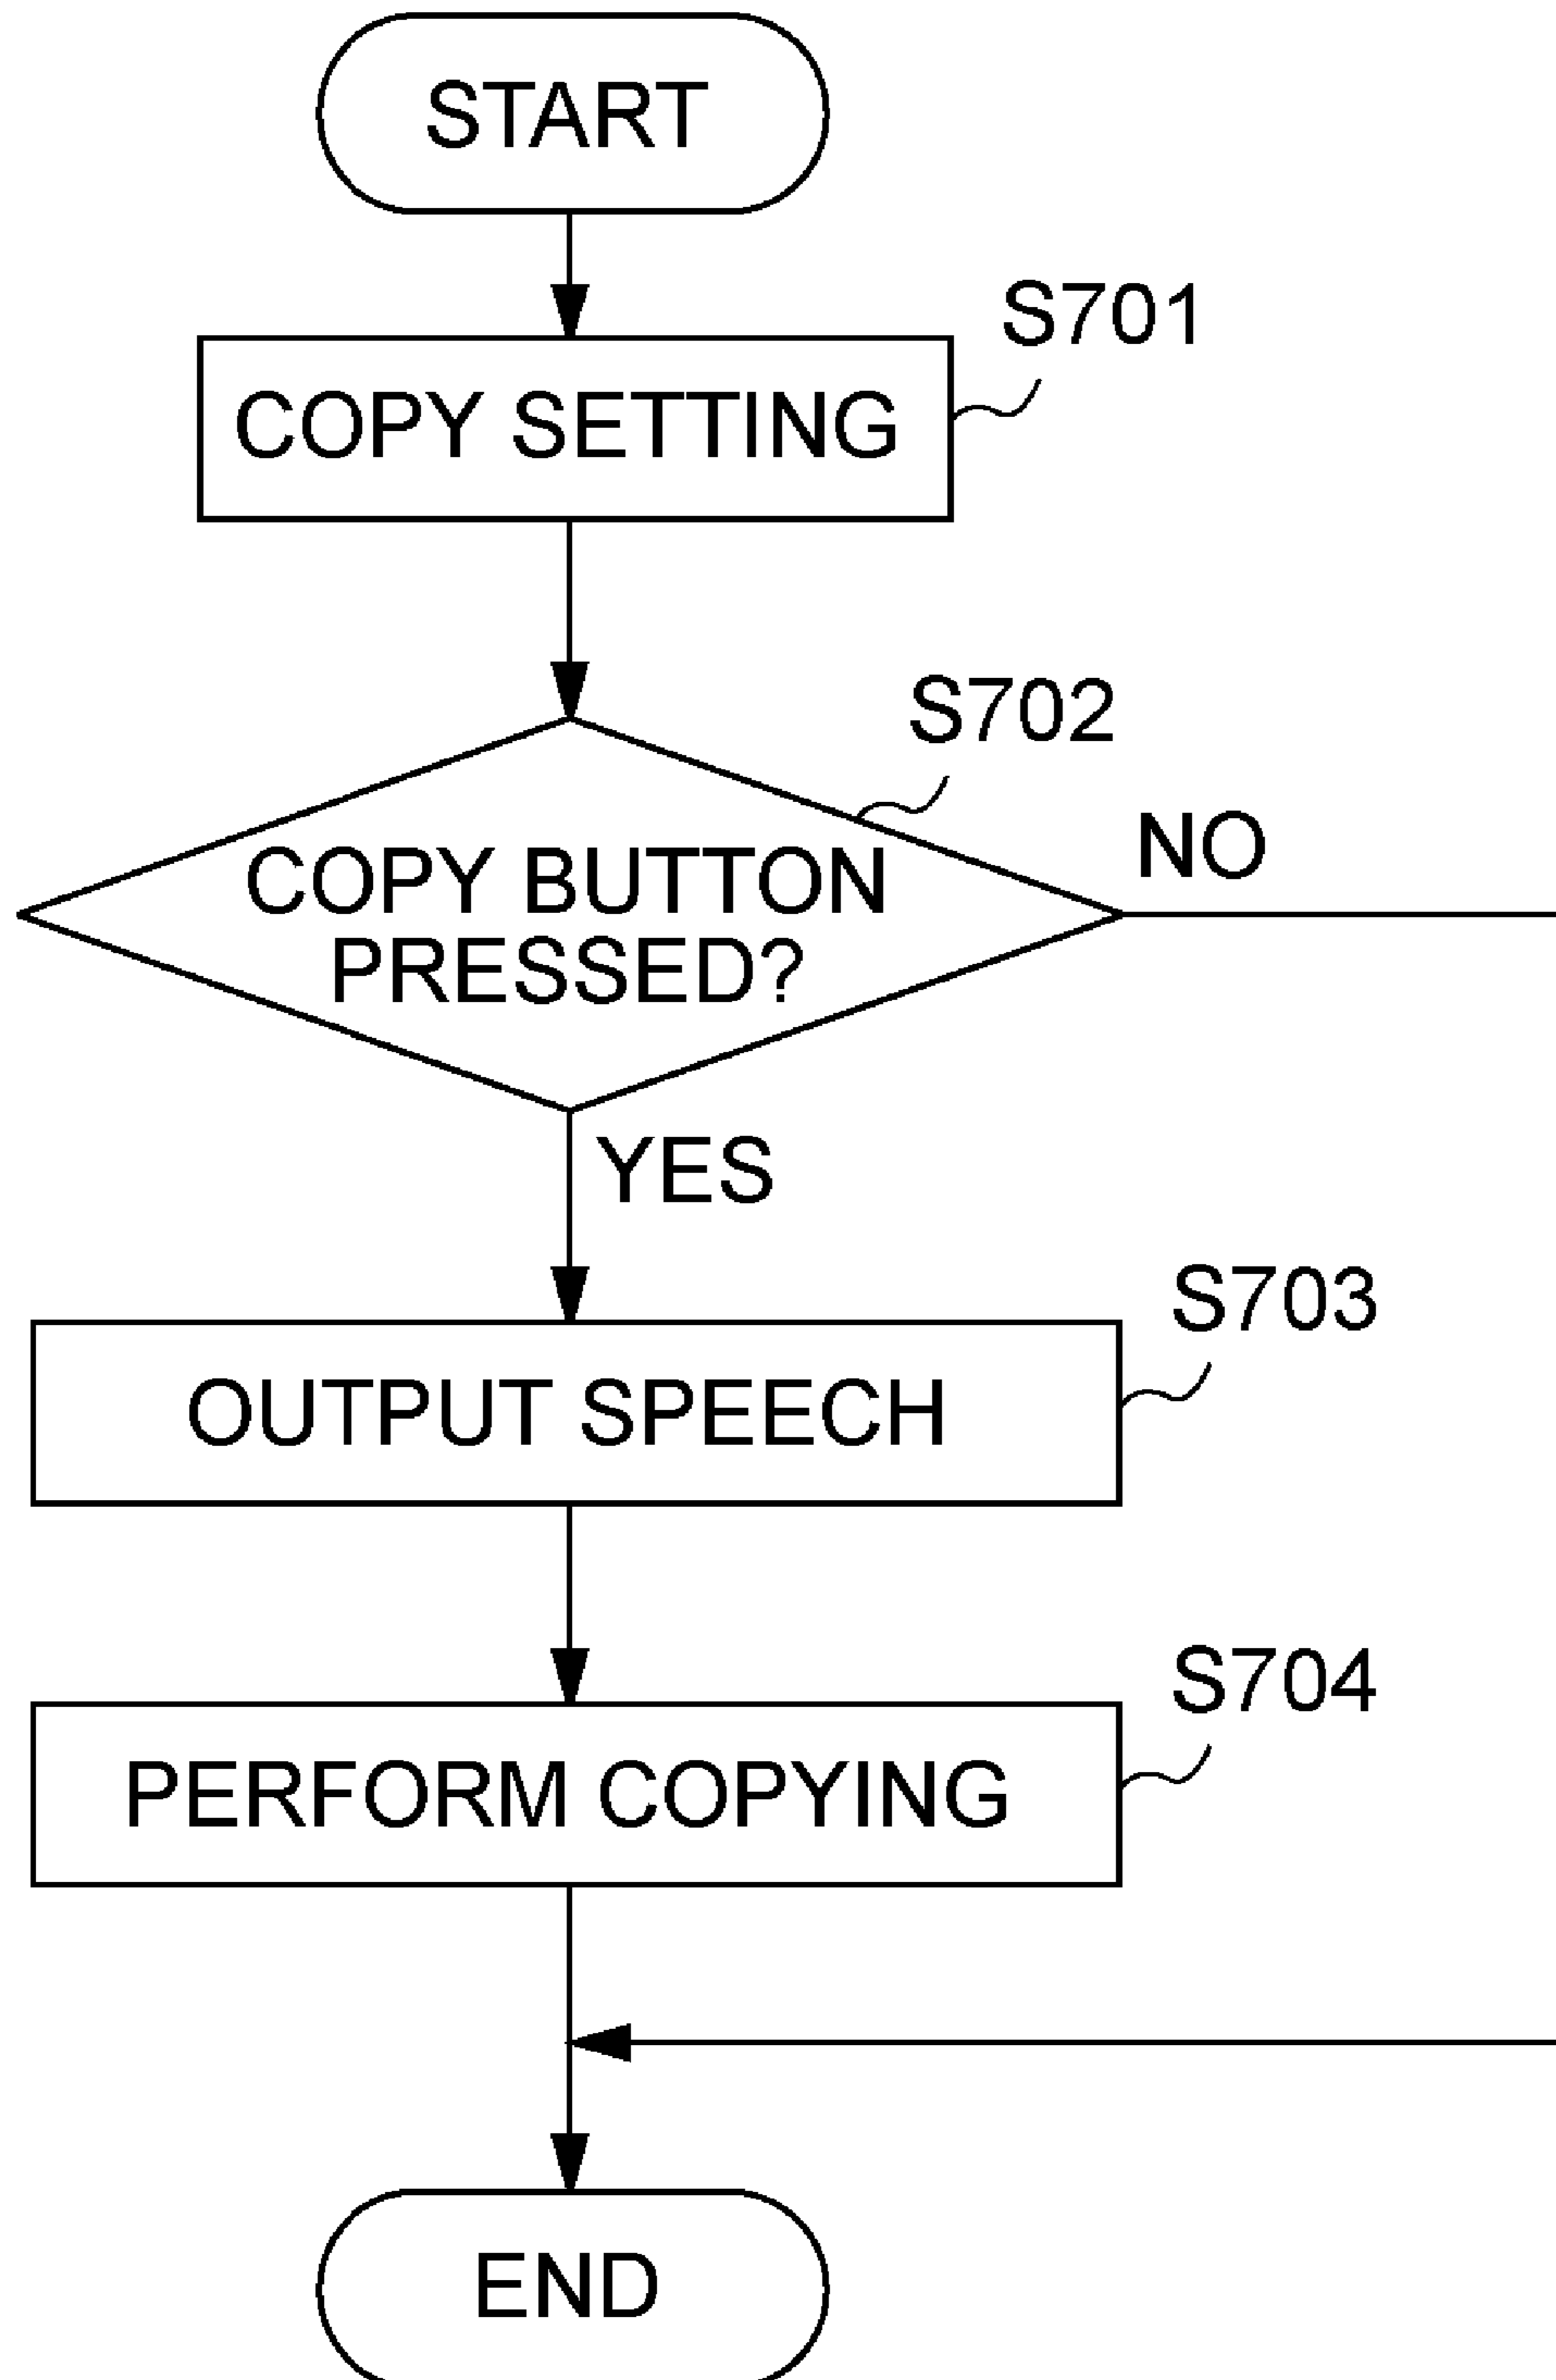 START
S701
COPY SETTING
S702
NO
COPY BUTTON
PRESSED?
YES
S703
OUTPUT SPEECH
S704
PERFORM COPYING
END